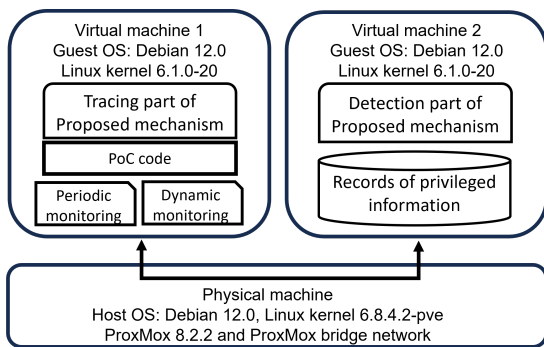 Virtual machine 1
Guest OS: Debian 12.0
Linux kernel 6.1.0-20
Tracing part of
Proposed mechanism
PoC code
Periodic
monitoring
Dynamic
monitoring
Virtual machine 2
Guest OS: Debian 12.0
Linux kernel 6.1.0-20
Detection part of
Proposed mechanism
Records of privileged
information
Physical machine
Host OS: Debian 12.0, Linux kernel 6.8.4.2-pve
ProxMox 8.2.2 and ProxMox bridge network